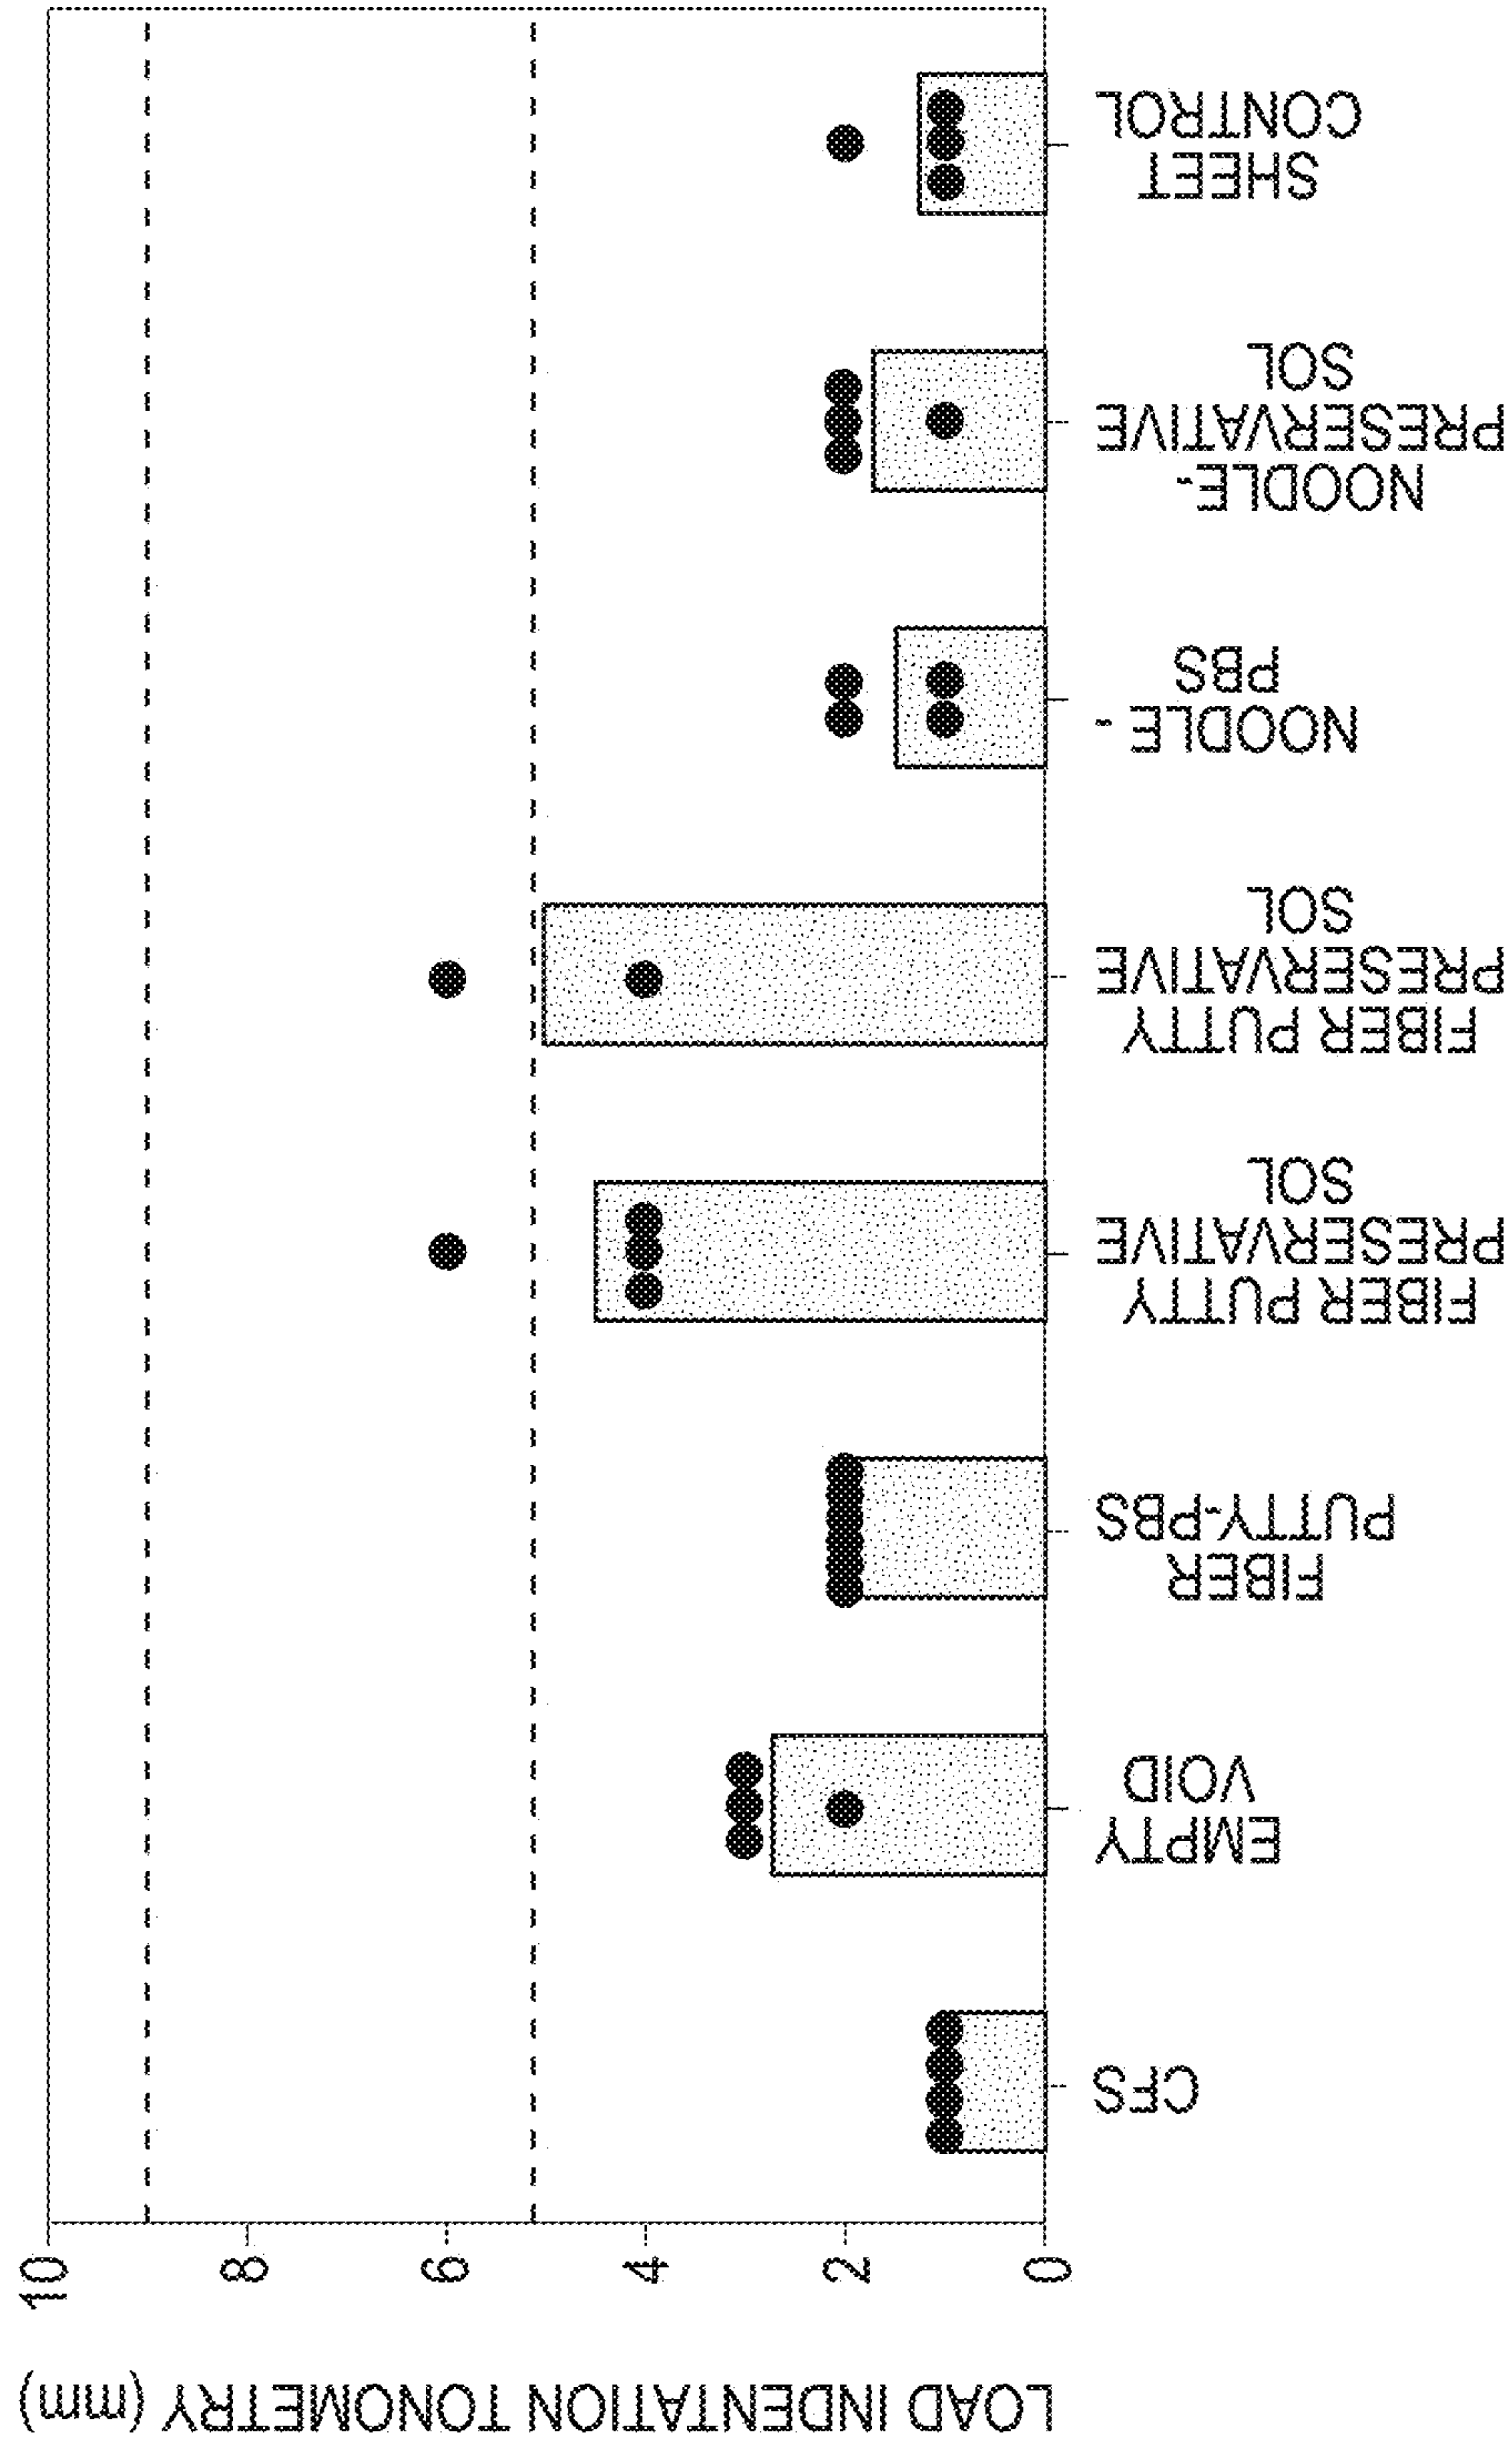 LOAD INDENTATION TONOMETRY (mm)
10
8
6
4
2
0
CFS
EMPTY
VOID
FIBER
PUTTY-PBS
FIBER PUTTY
PRESERVATIVE
SOL
FIBER PUTTY
PRESERVATIVE
SOL
NOODLE -
PBS
NOODLE-
PRESERVATIVE
SOL
SHEET
CONTROL